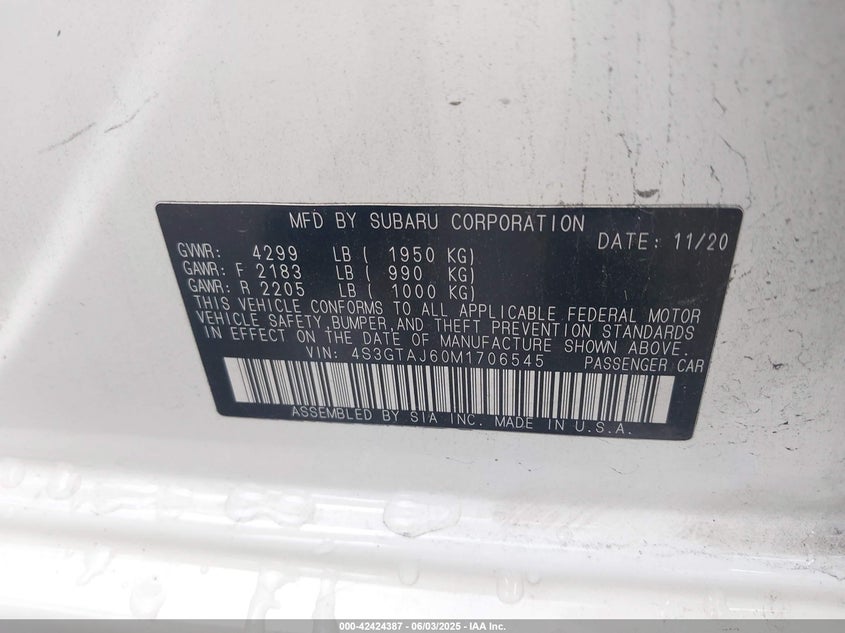 MFD BY SUBARU CORPORATION
DATE: 11/20
GVWR: 4299 LB ( 1950 KG)
GAWR: F 2183 LB ( 990 KG)
GAWR: R 2205 LB ( 1000 KG)
THIS VEHICLE CONFORMS TO ALL APPLICABLE FEDERAL MOTOR
VEHICLE SAFETY,BUMPER,AND THEFT PREVENTION STANDARDS
IN EFFECT ON THE DATE OF MANUFACTURE SHOWN ABOVE.
VIN: 4S3GTAJ60M1706545 PASSENGER CAR
ASSEMBLED BY SIA INC. MADE IN U.S.A.
000-42424387 - 06/03/2025 - IAA Inc.